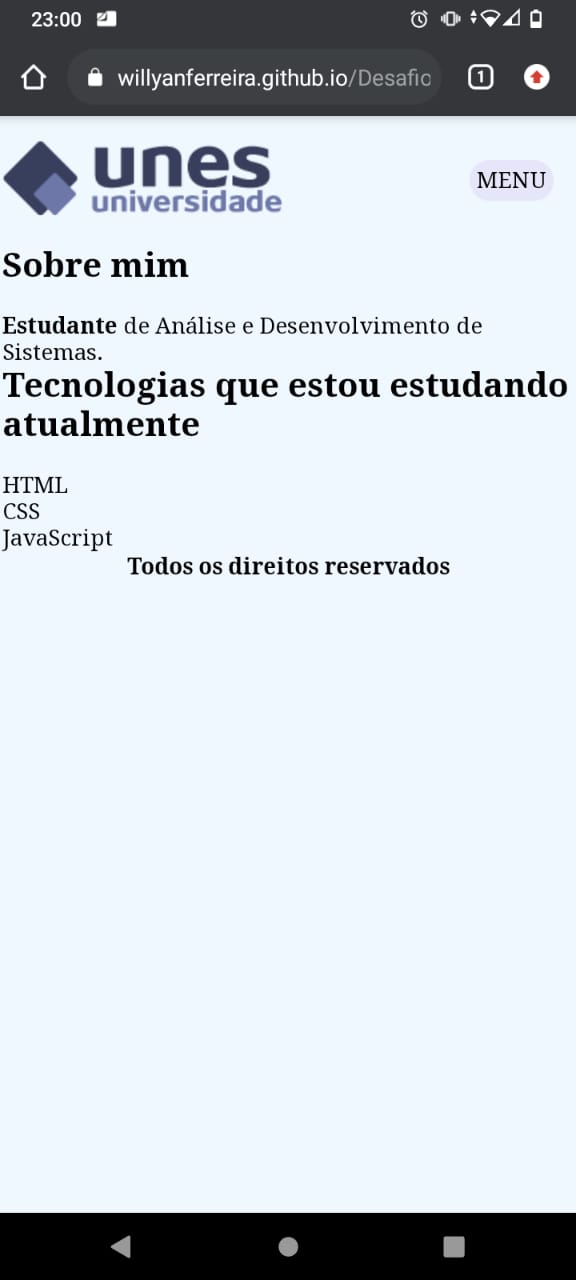 23:00
willyanferreira.github.io/Desafio
1
unes
universidade
MENU
Sobre mim
Estudante de Análise e Desenvolvimento de
Sistemas.
Tecnologias que estou estudando
atualmente
HTML
CSS
JavaScript
Todos os direitos reservados